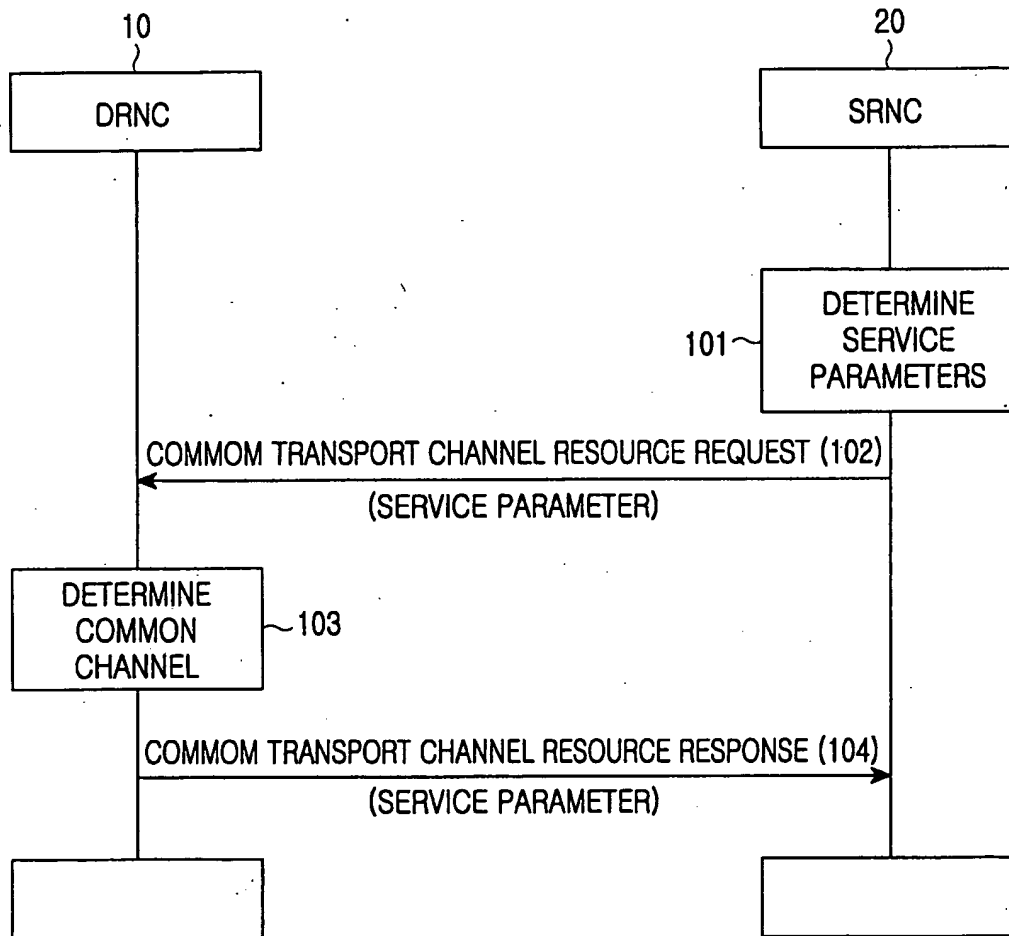 10
20
DRNC
SRNC
101
DETERMINE
SERVICE
PARAMETERS
COMMOM TRANSPORT CHANNEL RESOURCE REQUEST (102)
(SERVICE PARAMETER)
DETERMINE
COMMON
CHANNEL
103
COMMOM TRANSPORT CHANNEL RESOURCE RESPONSE (104)
(SERVICE PARAMETER)